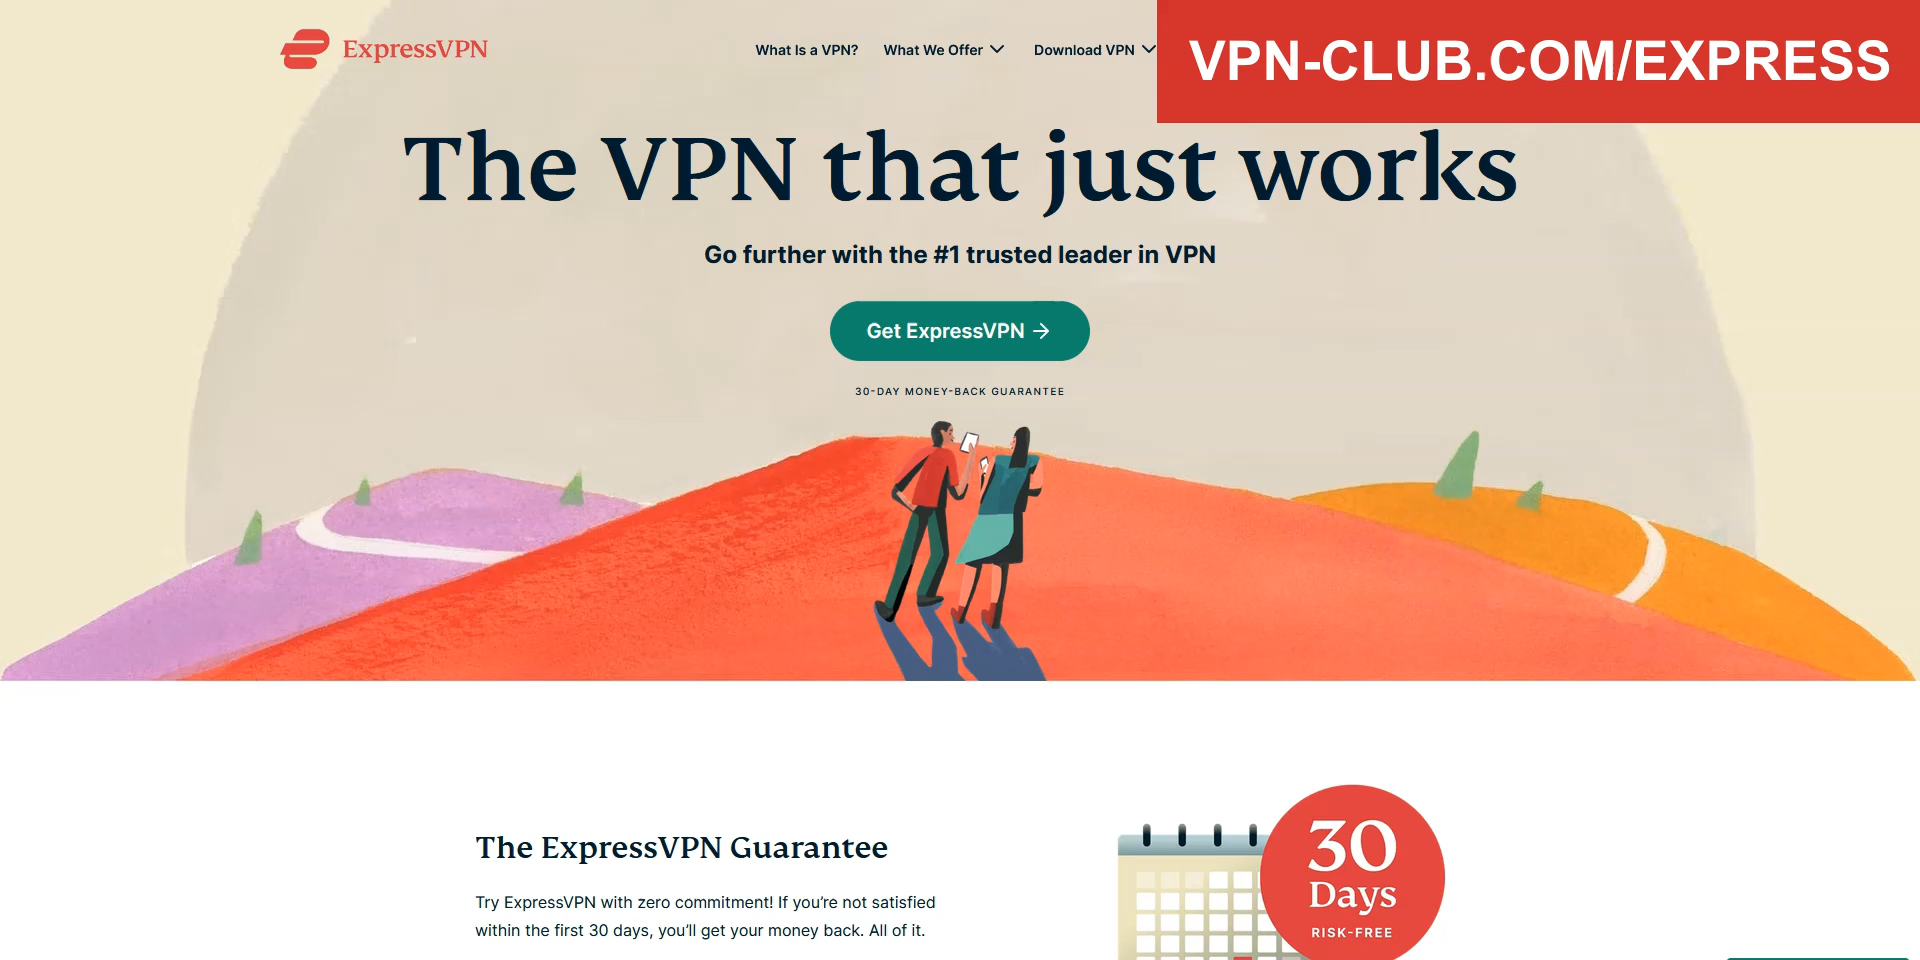 ExpressVPN
What Is a VPN?
What We Offer
Download VPN
VPN-CLUB.COM/EXPRESS
The VPN that just works
Go further with the #1 trusted leader in VPN
Get ExpressVPN →
30-DAY MONEY-BACK GUARANTEE
The ExpressVPN Guarantee
Try ExpressVPN with zero commitment! If you’re not satisfied
within the first 30 days, you’ll get your money back. All of it.
30
Days
RISK-FREE